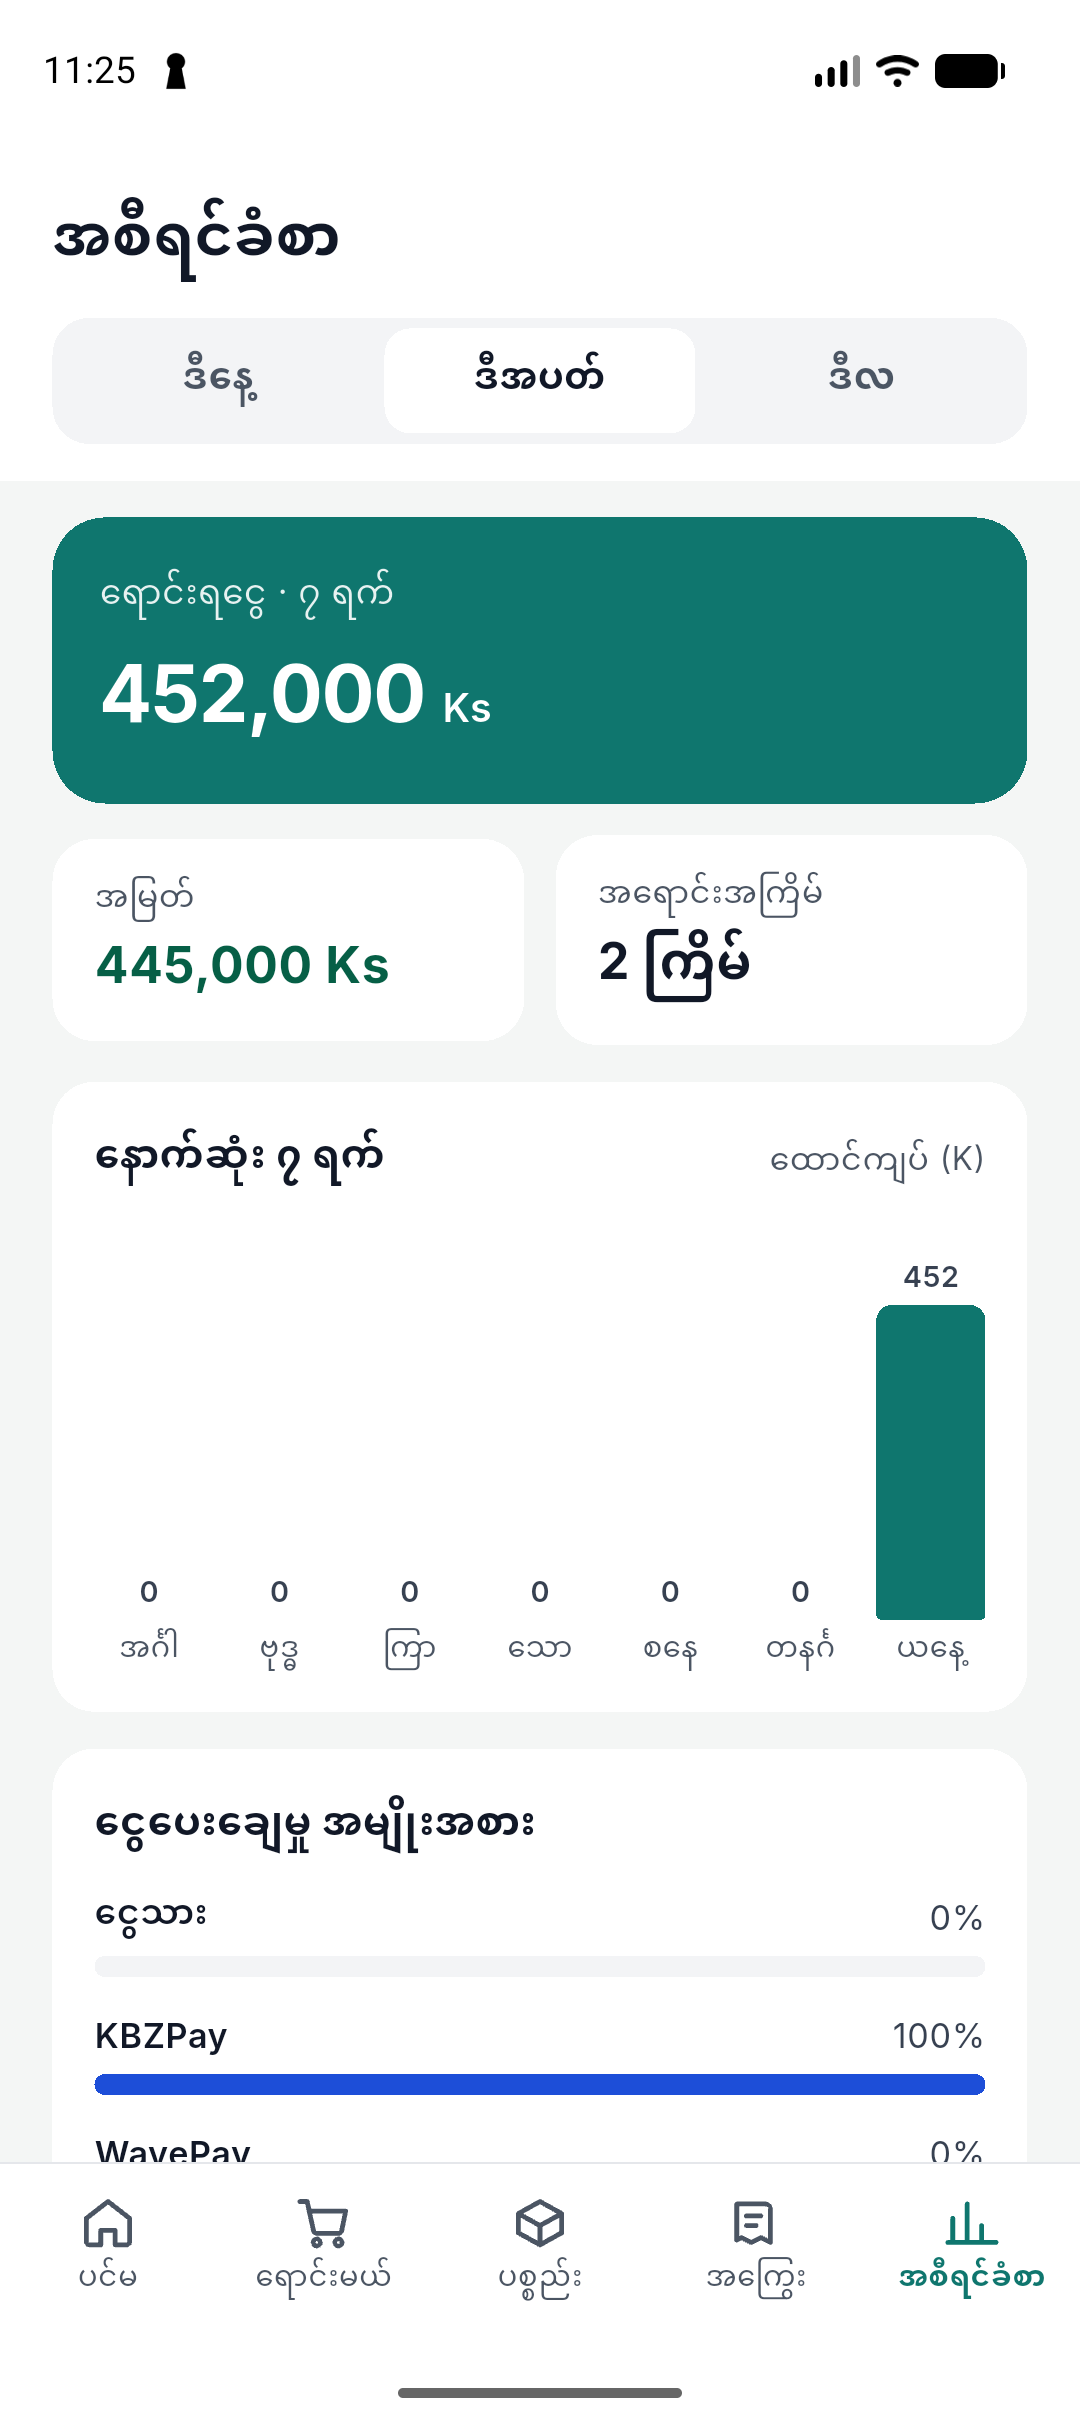 11:25
အစီရင်ခံစာ
ဒီနေ့ ဒီအပတ် ဒီလ
ရောင်းရငွေ · ၇ ရက်
452,000 Ks
အမြတ် အရောင်းအကြိမ်
445,000 Ks 2 ကြိမ်
နောက်ဆုံး ၇ ရက် ထောင်ကျပ် (K)
452
0 0 0 0 0 0
အင်္ဂါ ဗုဒ္ဓ ကြာ သော စနေ တနင်္ဂ ယနေ့
ငွေပေးချေမှု အမျိုးအစား
ငွေသား 0%
KBZPay 100%
WavePay 0%
ပင်မ ရောင်းမယ် ပစ္စည်း အကြွေး အစီရင်ခံစာ